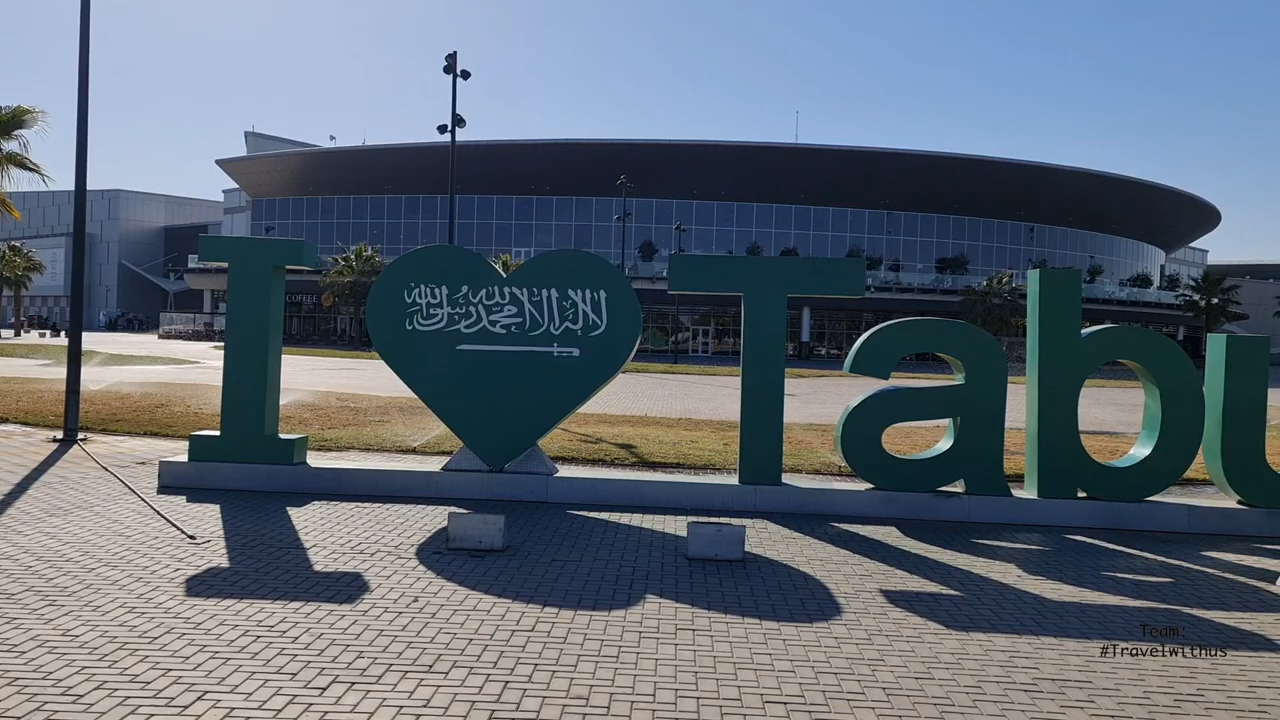 I Tabu
لا إله إلا الله محمد رسول الله
COFFEE
Team:
#Travelwithus